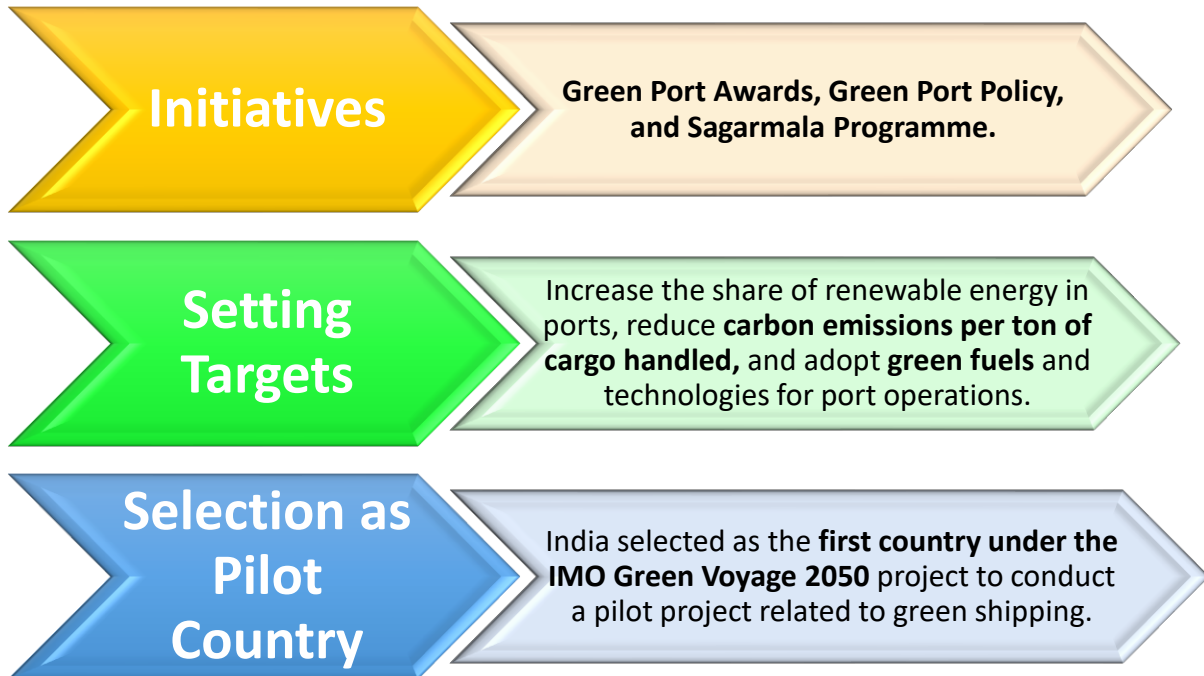 Initiatives
Green Port Awards, Green Port Policy,
and Sagarmala Programme.
Setting
Targets
Increase the share of renewable energy in
ports, reduce carbon emissions per ton of
cargo handled, and adopt green fuels and
technologies for port operations.
Selection as
Pilot
Country
India selected as the first country under the
IMO Green Voyage 2050 project to conduct
a pilot project related to green shipping.